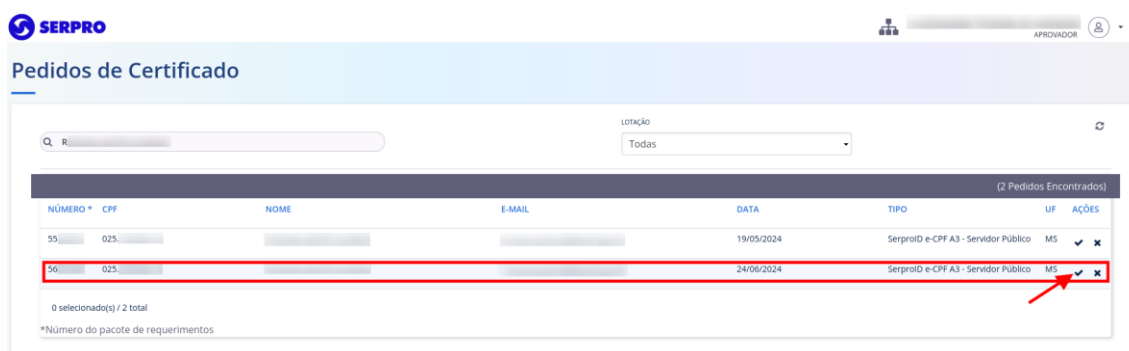 SERPRO
APROVADOR
Pedidos de Certificado
LOTAÇÃO
R
Todas
(2 Pedidos Encontrados)
NÚMERO * CPF NOME E-MAIL DATA TIPO UF AÇÕES
55 025. 19/05/2024 SerproID e-CPF A3 - Servidor Público MS
56 025. 24/06/2024 SerproID e-CPF A3 - Servidor Público MS
0 selecionado(s) / 2 total
*Número do pacote de requerimentos